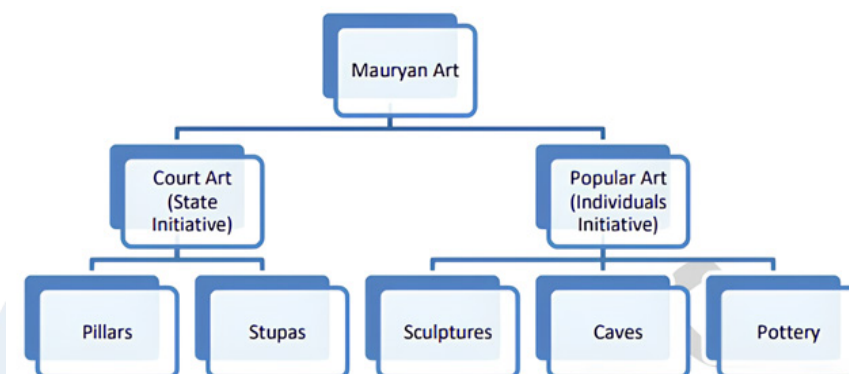 Mauryan Art
Court Art
(State
Initiative)
Popular Art
(Individuals
Initiative)
Pillars
Stupas
Sculptures
Caves
Pottery